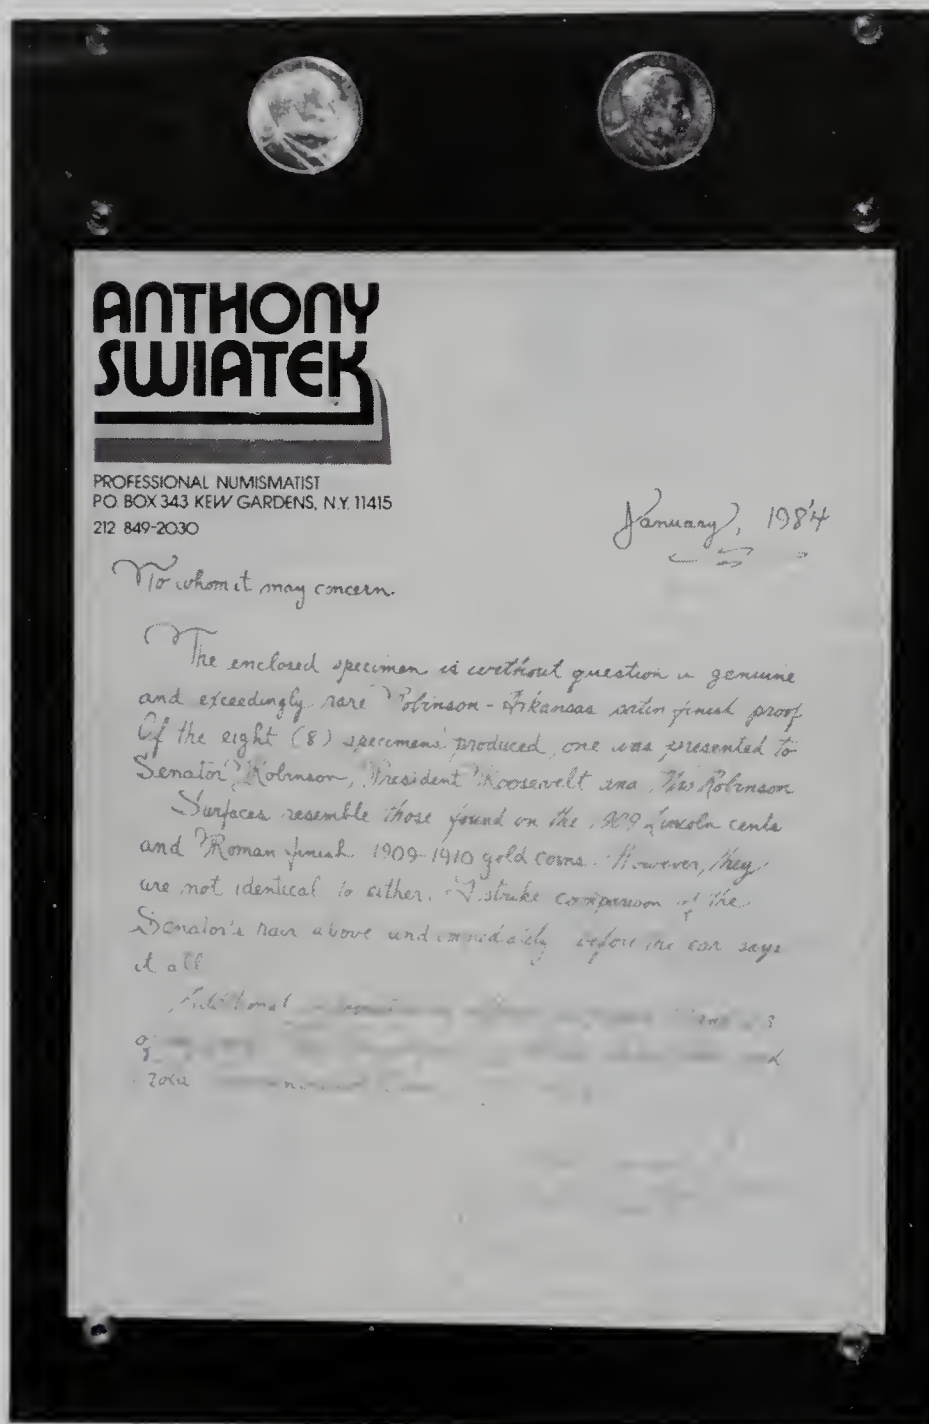 ANTHONY
SWIATEK
PROFESSIONAL NUMISMATIST
P.O. BOX 343 KEW GARDENS, N.Y. 11415
212 849-2030
January, 1984
To whom it may concern.
The enclosed specimen is without question a genuine
and exceedingly rare Robinson-Arkansas satin finish proof
Of the eight (8) specimens produced, one was presented to
Senator Robinson, President Roosevelt and Mrs Robinson
Surfaces resemble those found on the 1909 Lincoln cents
and Roman finish 1909-1910 gold coins. However, they
are not identical to either. A strike comparison of the
Senator's hair above and immediately before the ear says
it all
Additional